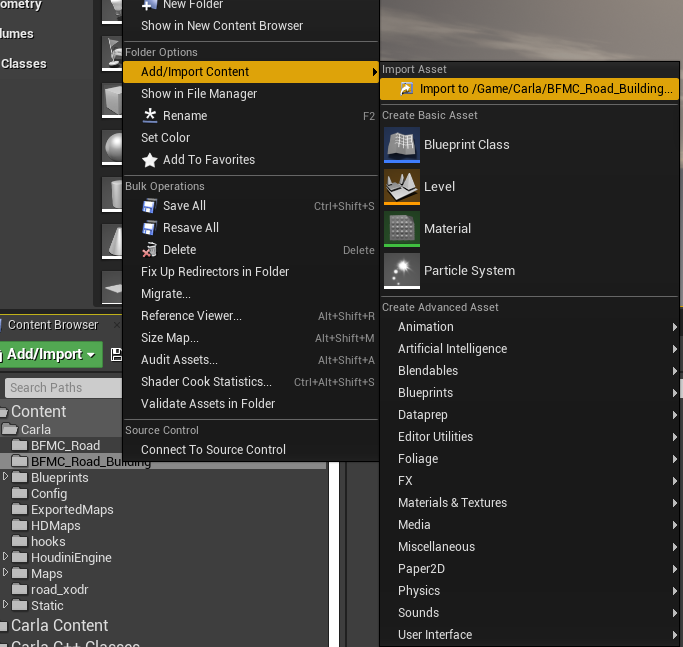 ometry
umes
Classes
New Folder
Show in New Content Browser
Folder Options
Add/Import Content
Show in File Manager
Rename F2
Set Color
Add To Favorites
Bulk Operations
Save All Ctrl+Shift+S
Resave All
Delete Delete
Fix Up Redirectors in Folder
Migrate...
Reference Viewer... Alt+Shift+R
Size Map... Alt+Shift+M
Audit Assets... Alt+Shift+A
Shader Cook Statistics... Ctrl+Alt+Shift+S
Validate Assets in Folder
Source Control
Connect To Source Control
Import Asset
Import to /Game/Carla/BFMC_Road_Building...
Create Basic Asset
Blueprint Class
Level
Material
Particle System
Create Advanced Asset
Animation
Artificial Intelligence
Blendables
Blueprints
Dataprep
Editor Utilities
Foliage
FX
Materials & Textures
Media
Miscellaneous
Paper2D
Physics
Sounds
User Interface
Content Browser
Add/Import
Search Paths
Content
Carla
BFMC_Road
BFMC_Road_Building
Blueprints
Config
ExportedMaps
HDMaps
hooks
HoudiniEngine
Maps
road_xodr
Static
Carla Content
Carla C++ Classes